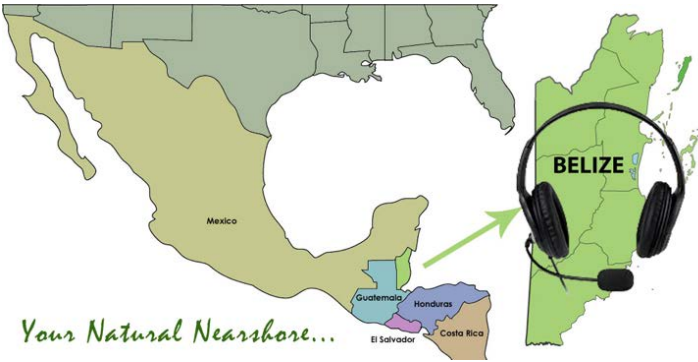 BELIZE
Mexico
Guatemala
Honduras
El Salvador
Costa Rica
Your Natural Nearshore...